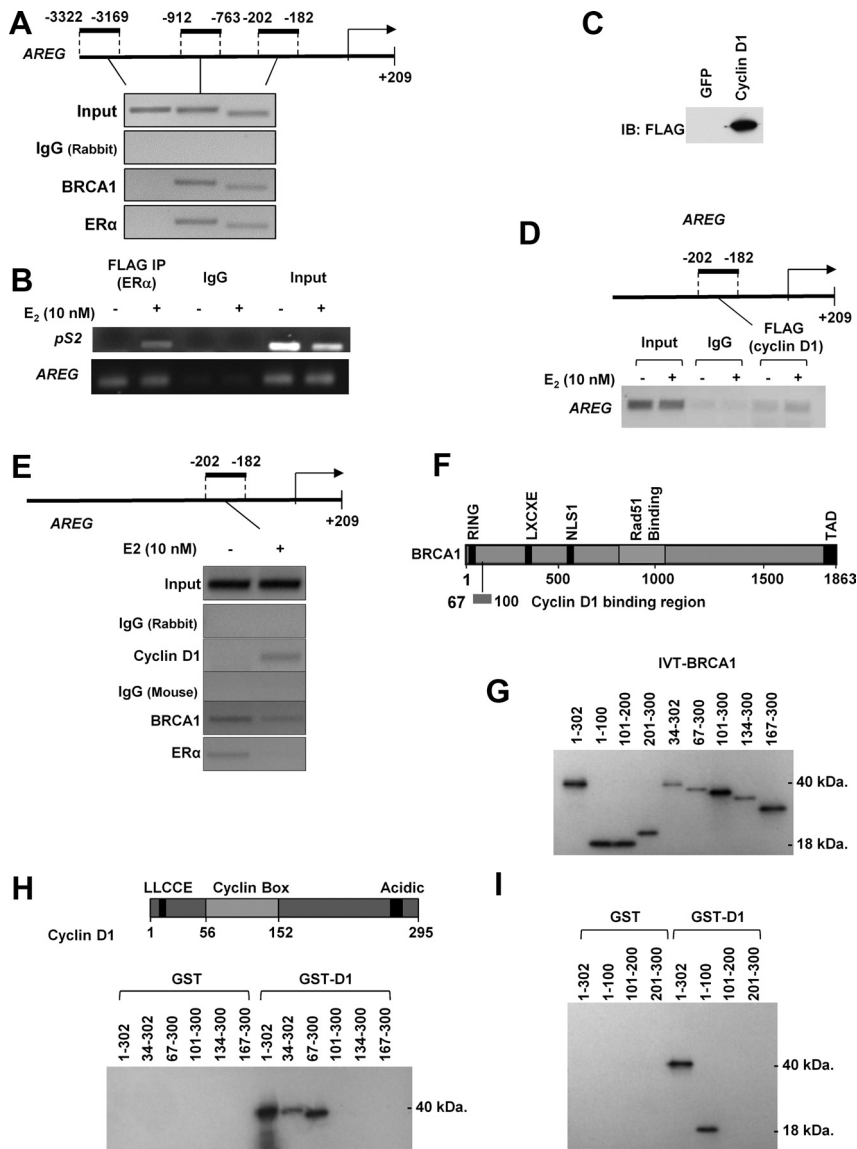 A
-3322 -3169 -912 -763 -202 -182
AREG
+209
Input
IgG (Rabbit)
BRCA1
ERα
B
FLAG IP (ERα) IgG Input
E2 (10 nM) - + - + - +
pS2
AREG
C
GFP Cyclin D1
IB: FLAG
D
AREG
-202 -182
+209
Input IgG FLAG (cyclin D1)
E2 (10 nM) - + - + - +
AREG
E
-202 -182
AREG
+209
E2 (10 nM) - +
Input
IgG (Rabbit)
Cyclin D1
IgG (Mouse)
BRCA1
ERα
F
RING LXCXE NLS1 Rad51 Binding TAD
BRCA1
1 500 1000 1500 1863
67 100 Cyclin D1 binding region
G
IVT-BRCA1
1-302 1-100 101-200 201-300 34-302 67-300 101-300 134-300 167-300
- 40 kDa.
- 18 kDa.
H
LLCCE Cyclin Box Acidic
Cyclin D1
1 56 152 295
GST GST-D1
1-302 34-302 67-300 101-300 134-300 167-300 1-302 34-302 67-300 101-300 134-300 167-300
- 40 kDa.
I
GST GST-D1
1-302 1-100 101-200 201-300 1-302 1-100 101-200 201-300
- 40 kDa.
- 18 kDa.